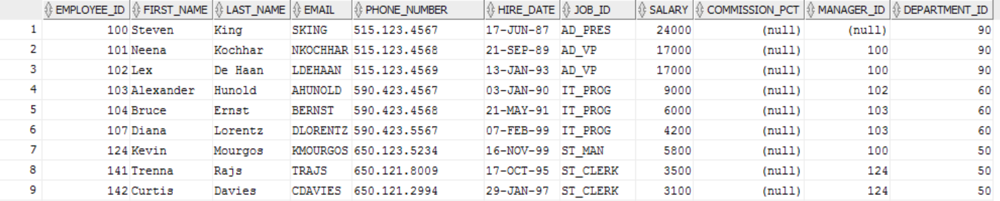 EMPLOYEE_ID FIRST_NAME LAST_NAME EMAIL PHONE_NUMBER HIRE_DATE JOB_ID SALARY COMMISSION_PCT MANAGER_ID DEPARTMENT_ID
1 100 Steven King SKING 515.123.4567 17-JUN-87 AD_PRES 24000 (null) (null) 90
2 101 Neena Kochhar NKOCHHAR 515.123.4568 21-SEP-89 AD_VP 17000 (null) 100 90
3 102 Lex De Haan LDEHAAN 515.123.4569 13-JAN-93 AD_VP 17000 (null) 100 90
4 103 Alexander Hunold AHUNOLD 590.423.4567 03-JAN-90 IT_PROG 9000 (null) 102 60
5 104 Bruce Ernst BERNST 590.423.4568 21-MAY-91 IT_PROG 6000 (null) 103 60
6 107 Diana Lorentz DLORENTZ 590.423.5567 07-FEB-99 IT_PROG 4200 (null) 103 60
7 124 Kevin Mourgos KMOURGOS 650.123.5234 16-NOV-99 ST_MAN 5800 (null) 100 50
8 141 Trenna Rajs TRAJS 650.121.8009 17-OCT-95 ST_CLERK 3500 (null) 124 50
9 142 Curtis Davies CDAVIES 650.121.2994 29-JAN-97 ST_CLERK 3100 (null) 124 50